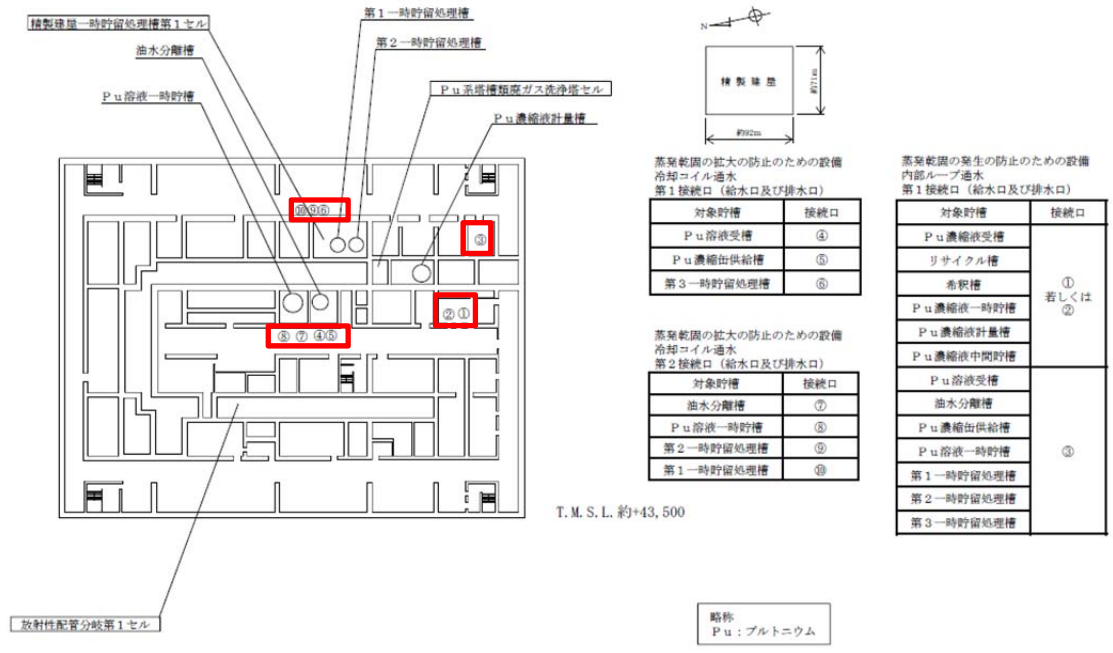 精製建屋一時貯留処理槽第１セル
第１一時貯留処理槽
油水分離槽
第２一時貯留処理槽
Ｐｕ溶液一時貯槽
Ｐｕ系塔槽類廃ガス洗浄塔セル
Ｐｕ濃縮液計量槽
⑩⑨⑥
③
② ①
⑧ ⑦ ④⑤
放射性配管分岐第１セル
T.M.S.L.約+43,500
N
精製建屋
約71m
約92m
蒸発乾固の拡大の防止のための設備
冷却コイル通水
第１接続口（給水口及び排水口）
対象貯槽 接続口
Ｐｕ溶液受槽 ④
Ｐｕ濃縮缶供給槽 ⑤
第３一時貯留処理槽 ⑥
蒸発乾固の拡大の防止のための設備
冷却コイル通水
第２接続口（給水口及び排水口）
対象貯槽 接続口
油水分離槽 ⑦
Ｐｕ溶液一時貯槽 ⑧
第２一時貯留処理槽 ⑨
第１一時貯留処理槽 ⑩
蒸発乾固の発生の防止のための設備
内部ループ通水
第１接続口（給水口及び排水口）
対象貯槽 接続口
Ｐｕ濃縮液受槽
リサイクル槽
希釈槽
Ｐｕ濃縮液一時貯槽
Ｐｕ濃縮液計量槽
Ｐｕ濃縮液中間貯槽
①
若しくは
②
Ｐｕ溶液受槽
油水分離槽
Ｐｕ濃縮缶供給槽
Ｐｕ溶液一時貯槽
第１一時貯留処理槽
第２一時貯留処理槽
第３一時貯留処理槽
③
略称
Ｐｕ：プルトニウム